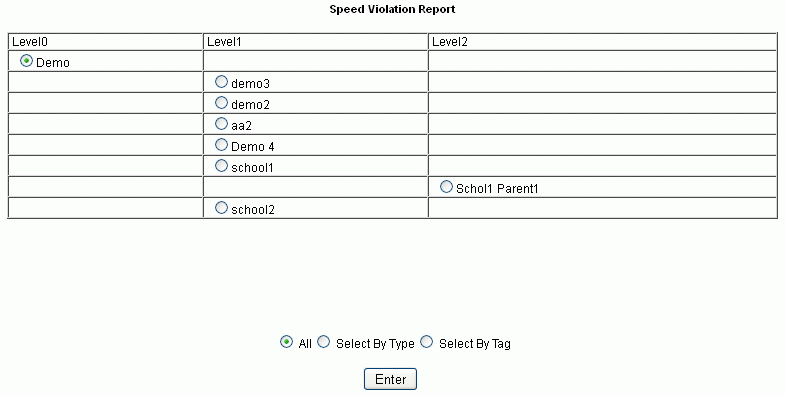 Speed Violation Report
Level0 Level1 Level2
Demo
demo3
demo2
aa2
Demo 4
school1
Schol1 Parent1
school2
All Select By Type Select By Tag
Enter